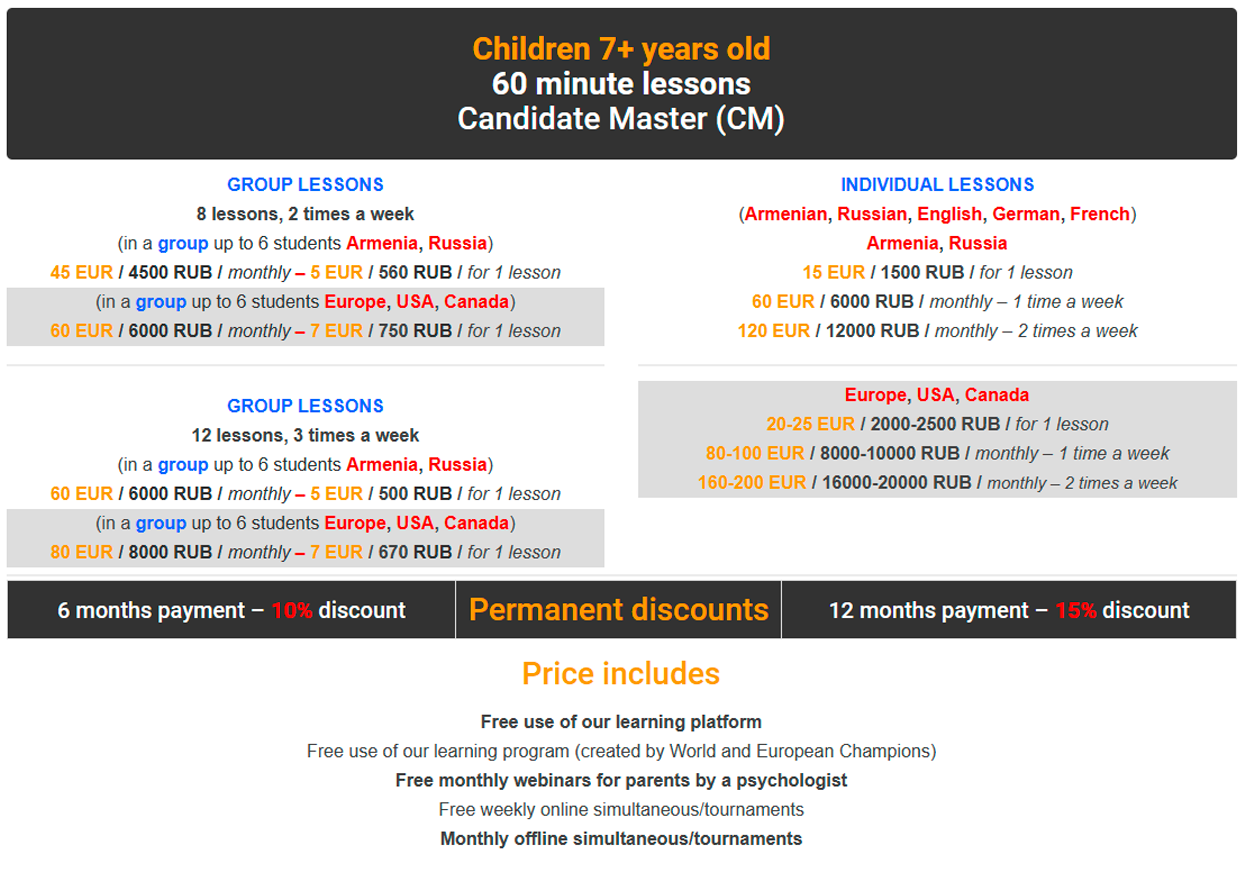 Children 7+ years old
60 minute lessons
Candidate Master (CM)
GROUP LESSONS
8 lessons, 2 times a week
(in a group up to 6 students Armenia, Russia)
45 EUR / 4500 RUB / monthly – 5 EUR / 560 RUB / for 1 lesson
(in a group up to 6 students Europe, USA, Canada)
60 EUR / 6000 RUB / monthly – 7 EUR / 750 RUB / for 1 lesson
GROUP LESSONS
12 lessons, 3 times a week
(in a group up to 6 students Armenia, Russia)
60 EUR / 6000 RUB / monthly – 5 EUR / 500 RUB / for 1 lesson
(in a group up to 6 students Europe, USA, Canada)
80 EUR / 8000 RUB / monthly – 7 EUR / 670 RUB / for 1 lesson
INDIVIDUAL LESSONS
(Armenian, Russian, English, German, French)
Armenia, Russia
15 EUR / 1500 RUB / for 1 lesson
60 EUR / 6000 RUB / monthly – 1 time a week
120 EUR / 12000 RUB / monthly – 2 times a week
Europe, USA, Canada
20-25 EUR / 2000-2500 RUB / for 1 lesson
80-100 EUR / 8000-10000 RUB / monthly – 1 time a week
160-200 EUR / 16000-20000 RUB / monthly – 2 times a week
6 months payment – 10% discount
Permanent discounts
12 months payment – 15% discount
Price includes
Free use of our learning platform
Free use of our learning program (created by World and European Champions)
Free monthly webinars for parents by a psychologist
Free weekly online simultaneous/tournaments
Monthly offline simultaneous/tournaments